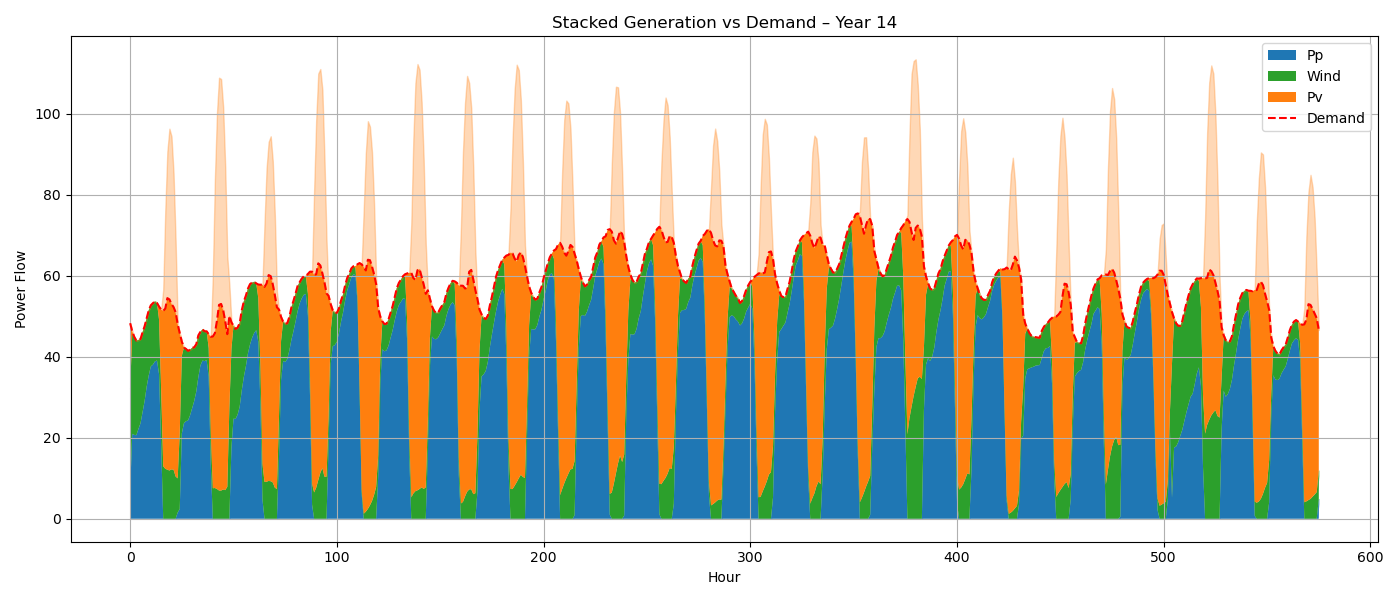 Stacked Generation vs Demand – Year 14
Pp
Wind
Pv
Demand
Power Flow
100
80
60
40
20
0
0 100 200 300 400 500 600
Hour